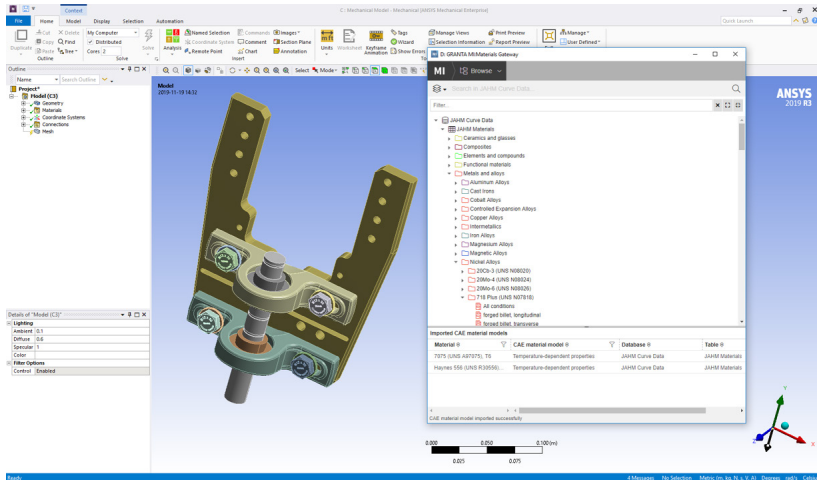 Context
C : Mechanical Model - Mechanical [ANSYS Mechanical Enterprise]
File Home Model Display Selection Automation
Quick Launch
Duplicate
Cut
Copy
Paste
Delete
Find
Tree
Outline
My Computer
Distributed
Cores: 2
Solve
Solve
Analysis
Named Selection
Coordinate System
Remote Point
Commands
Comment
Chart
Images
Section Plane
Annotation
Insert
Units
Worksheet
Keyframe Animation
Tags
Wizard
Show Errors
Manage Views
Selection Information
Print Preview
Report Preview
Full
Manage
User Defined
Select Mode
Outline
Name Search Outline
Project*
Model (C3)
Geometry
Materials
Coordinate Systems
Connections
Mesh
Model
2019-11-19 14:32
ANSYS
2019 R3
D: GRANTA MI:Materials Gateway
MI Browse
Search in JAHM Curve Data...
Filter...
JAHM Curve Data
JAHM Materials
Ceramics and glasses
Composites
Elements and compounds
Functional materials
Metals and alloys
Aluminum Alloys
Cast Irons
Cobalt Alloys
Controlled Expansion Alloys
Copper Alloys
Intermetallics
Iron Alloys
Magnesium Alloys
Magnetic Alloys
Nickel Alloys
20Cb-3 (UNS N08020)
20Mo-4 (UNS N08024)
20Mo-6 (UNS N08026)
718 Plus (UNS N07818)
All conditions
forged billet, longitudinal
forged billet, transverse
Imported CAE material models
Material CAE material model Database Table
7075 (UNS A97075), T6 Temperature-dependent properties JAHM Curve Data JAHM Materials
Haynes 556 (UNS R30556),... Temperature-dependent properties JAHM Curve Data JAHM Materials
CAE material model imported successfully
Details of "Model (C3)"
Lighting
Ambient 0.1
Diffuse 0.6
Specular 1
Color
Filter Options
Control Enabled
0.000 0.050 0.100 (m)
0.025 0.075
Y
Z
X
Ready
4 Messages No Selection Metric (m, kg, N, s, V, A) Degrees rad/s Celsius